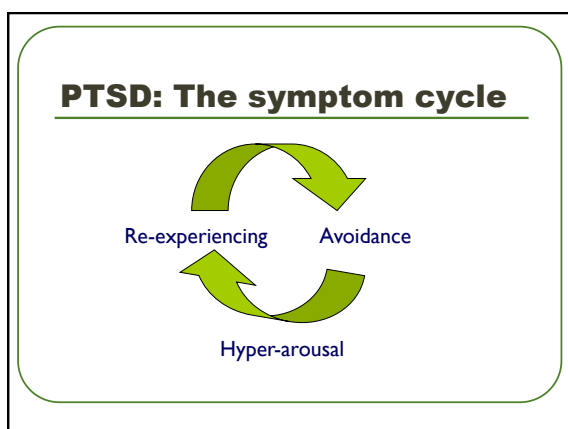 PTSD: The symptom cycle
Re-experiencing Avoidance
Hyper-arousal